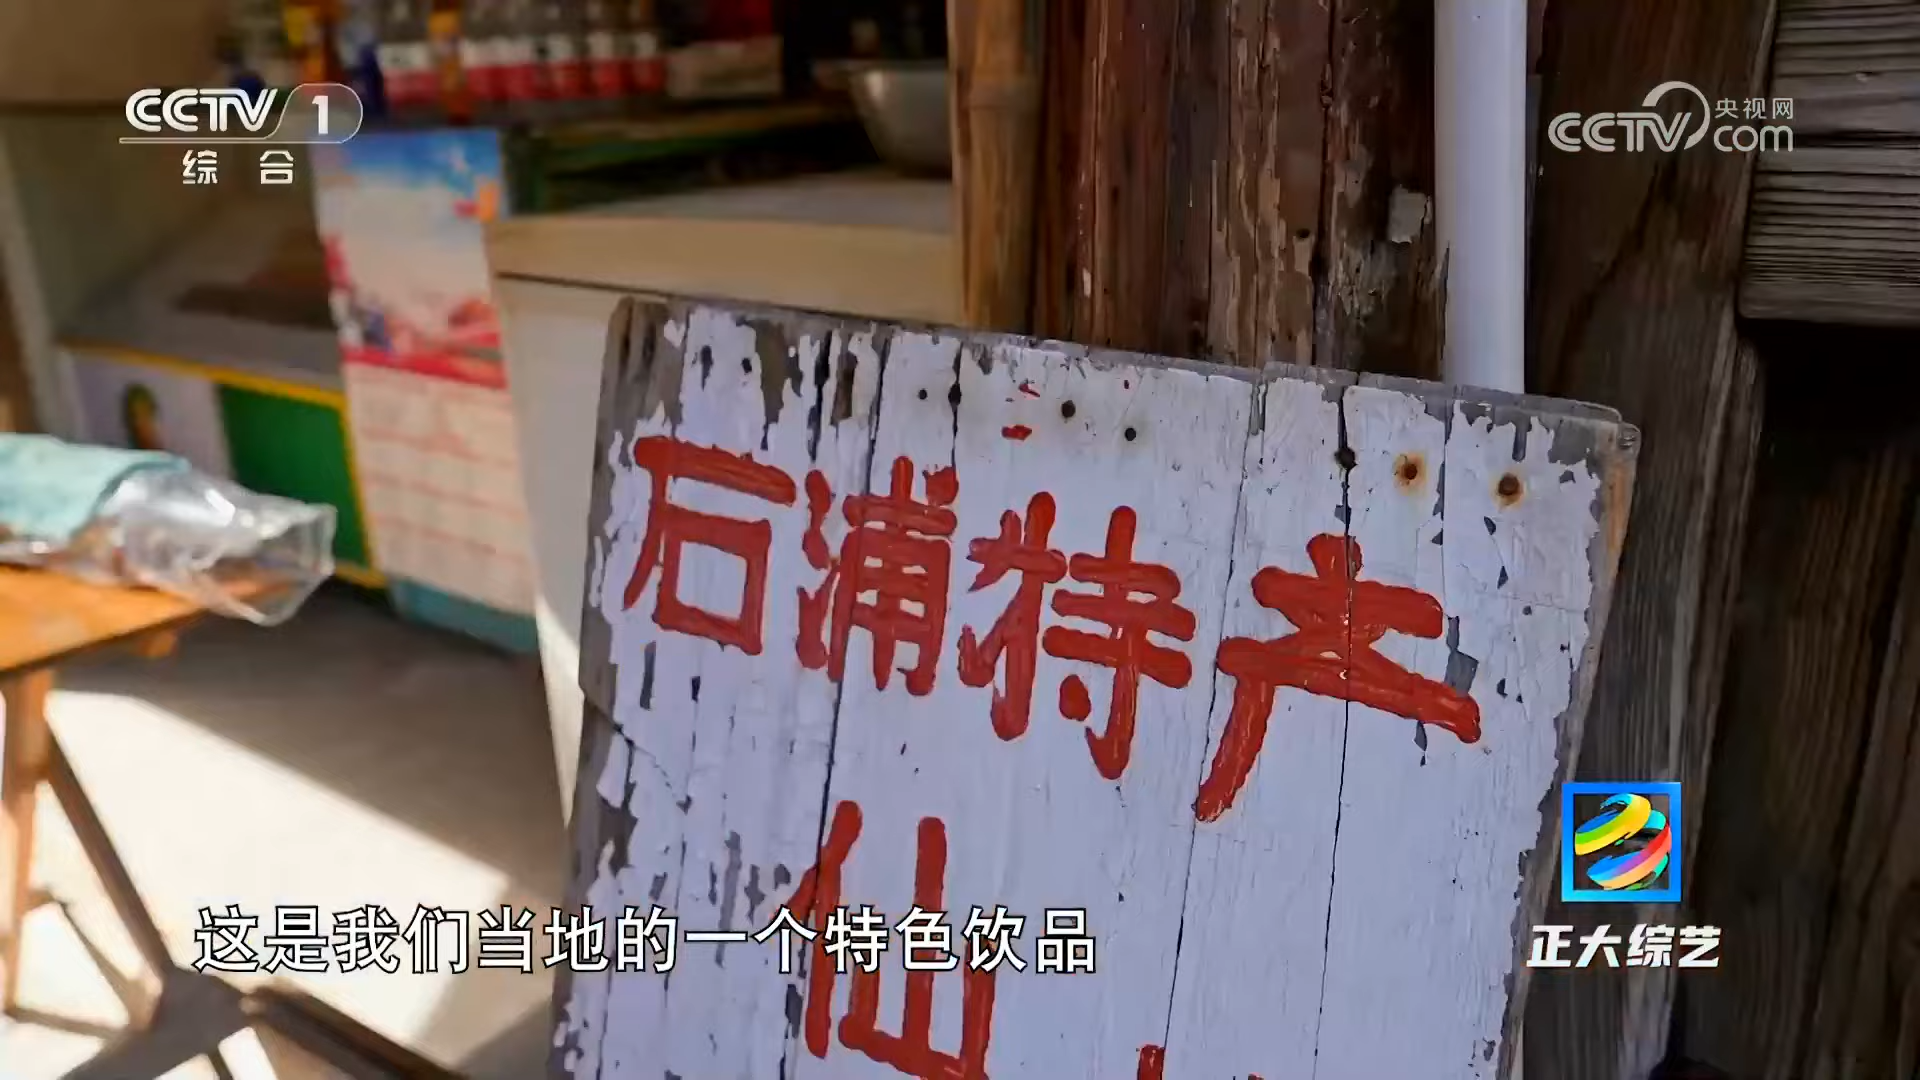 CCTV 1
综合
央视网
CCTV.com
石浦特产
仙
这是我们当地的一个特色饮品
正大综艺